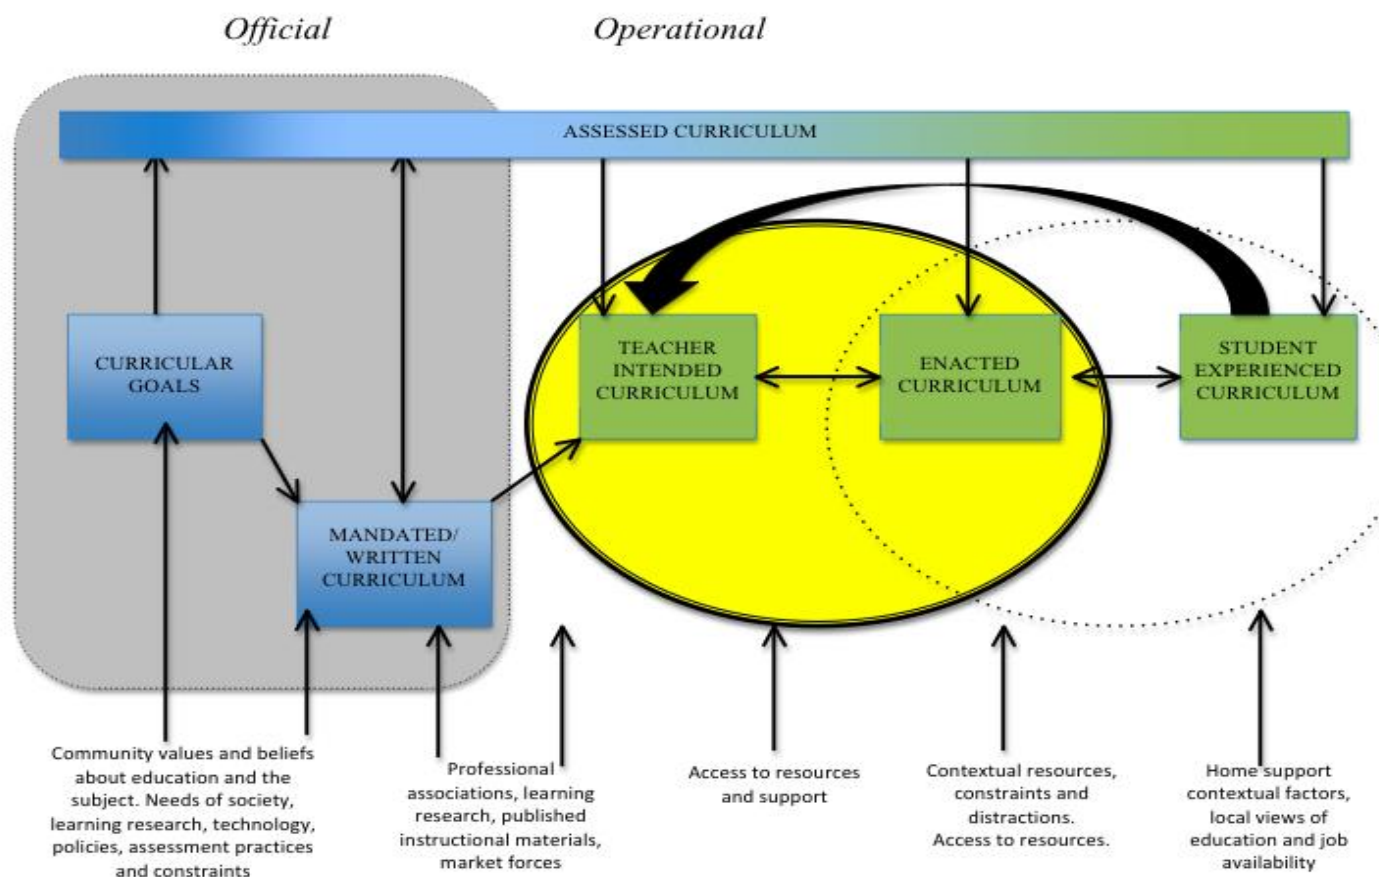 Official
Operational
ASSESSED CURRICULUM
CURRICULAR
GOALS
MANDATED/
WRITTEN
CURRICULUM
TEACHER
INTENDED
CURRICULUM
ENACTED
CURRICULUM
STUDENT
EXPERIENCED
CURRICULUM
Community values and beliefs
about education and the
subject. Needs of society,
learning research, technology,
policies, assessment practices
and constraints
Professional
associations, learning
research, published
instructional materials,
market forces
Access to resources
and support
Contextual resources,
constraints and
distractions.
Access to resources.
Home support
contextual factors,
local views of
education and job
availability